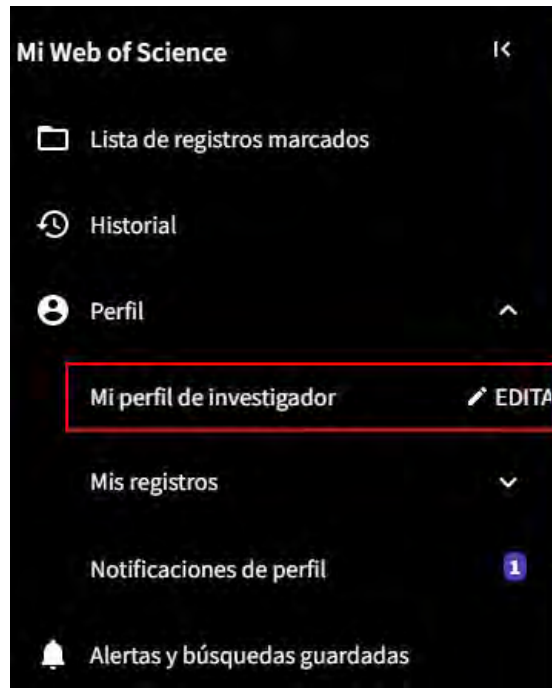 Mi Web of Science
Lista de registros marcados
Historial
Perfil
Mi perfil de investigador EDITA
Mis registros
Notificaciones de perfil 1
Alertas y búsquedas guardadas